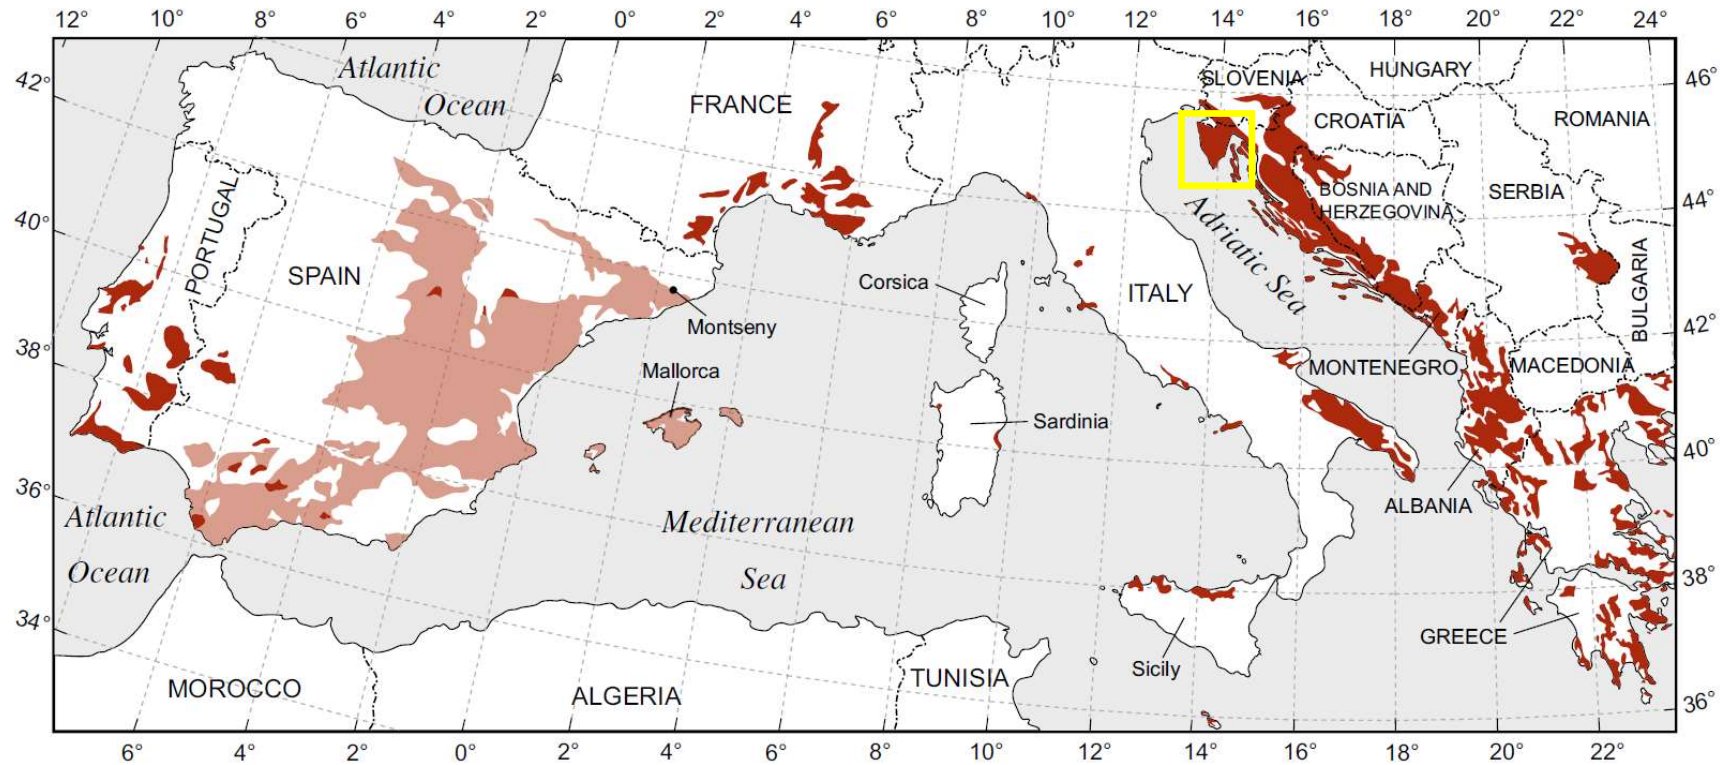 12° 10° 8° 6° 4° 2° 0° 2° 4° 6° 8° 10° 12° 14° 16° 18° 20° 22° 24°
42°
40°
38°
36°
34°
46°
44°
42°
40°
38°
36°
Atlantic
Ocean
FRANCE
SLOVENIA
HUNGARY
CROATIA
ROMANIA
BOSNIA AND
HERZEGOVINA
SERBIA
PORTUGAL
SPAIN
Adriatic Sea
BULGARIA
Corsica
ITALY
Montseny
MONTENEGRO
MACEDONIA
Mallorca
Sardinia
ALBANIA
Atlantic
Ocean
Mediterranean
Sea
GREECE
Sicily
MOROCCO
ALGERIA
TUNISIA
6° 4° 2° 0° 2° 4° 6° 8° 10° 12° 14° 16° 18° 20° 22°